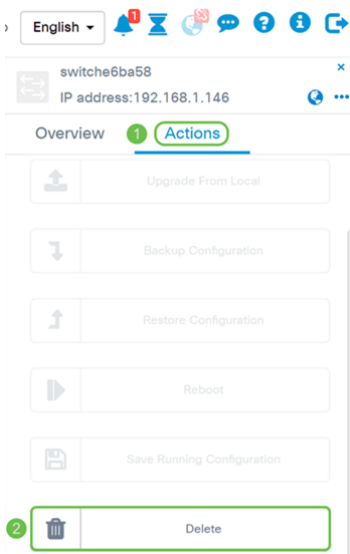 English
1
switche6ba58
IP address:192.168.1.146
Overview 1 Actions
Upgrade From Local
Backup Configuration
Restore Configuration
Reboot
Save Running Configuration
2 Delete